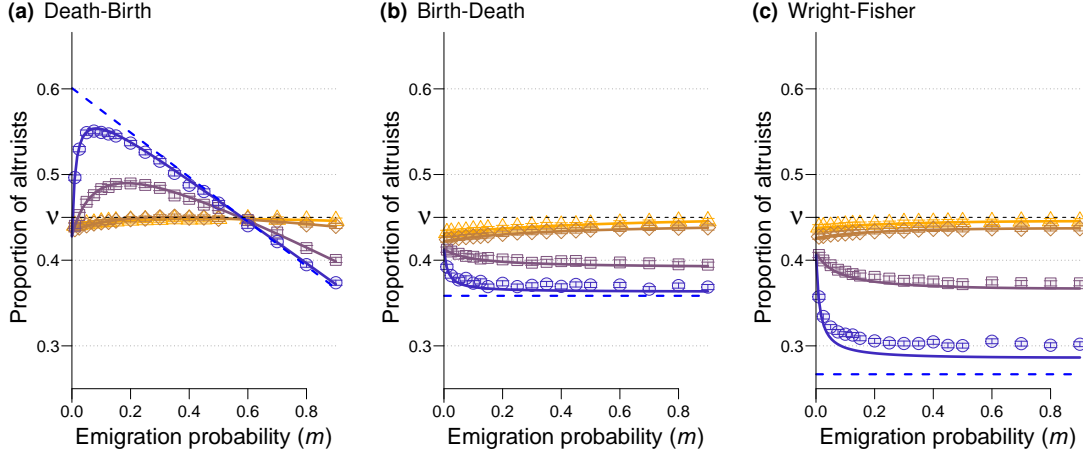 (a) Death-Birth
Proportion of altruists
0.6
0.5
ν
0.4
0.3
0.0 0.2 0.4 0.6 0.8
Emigration probability (m)
(b) Birth-Death
Proportion of altruists
0.6
0.5
ν
0.4
0.3
0.0 0.2 0.4 0.6 0.8
Emigration probability (m)
(c) Wright-Fisher
Proportion of altruists
0.6
0.5
ν
0.4
0.3
0.0 0.2 0.4 0.6 0.8
Emigration probability (m)